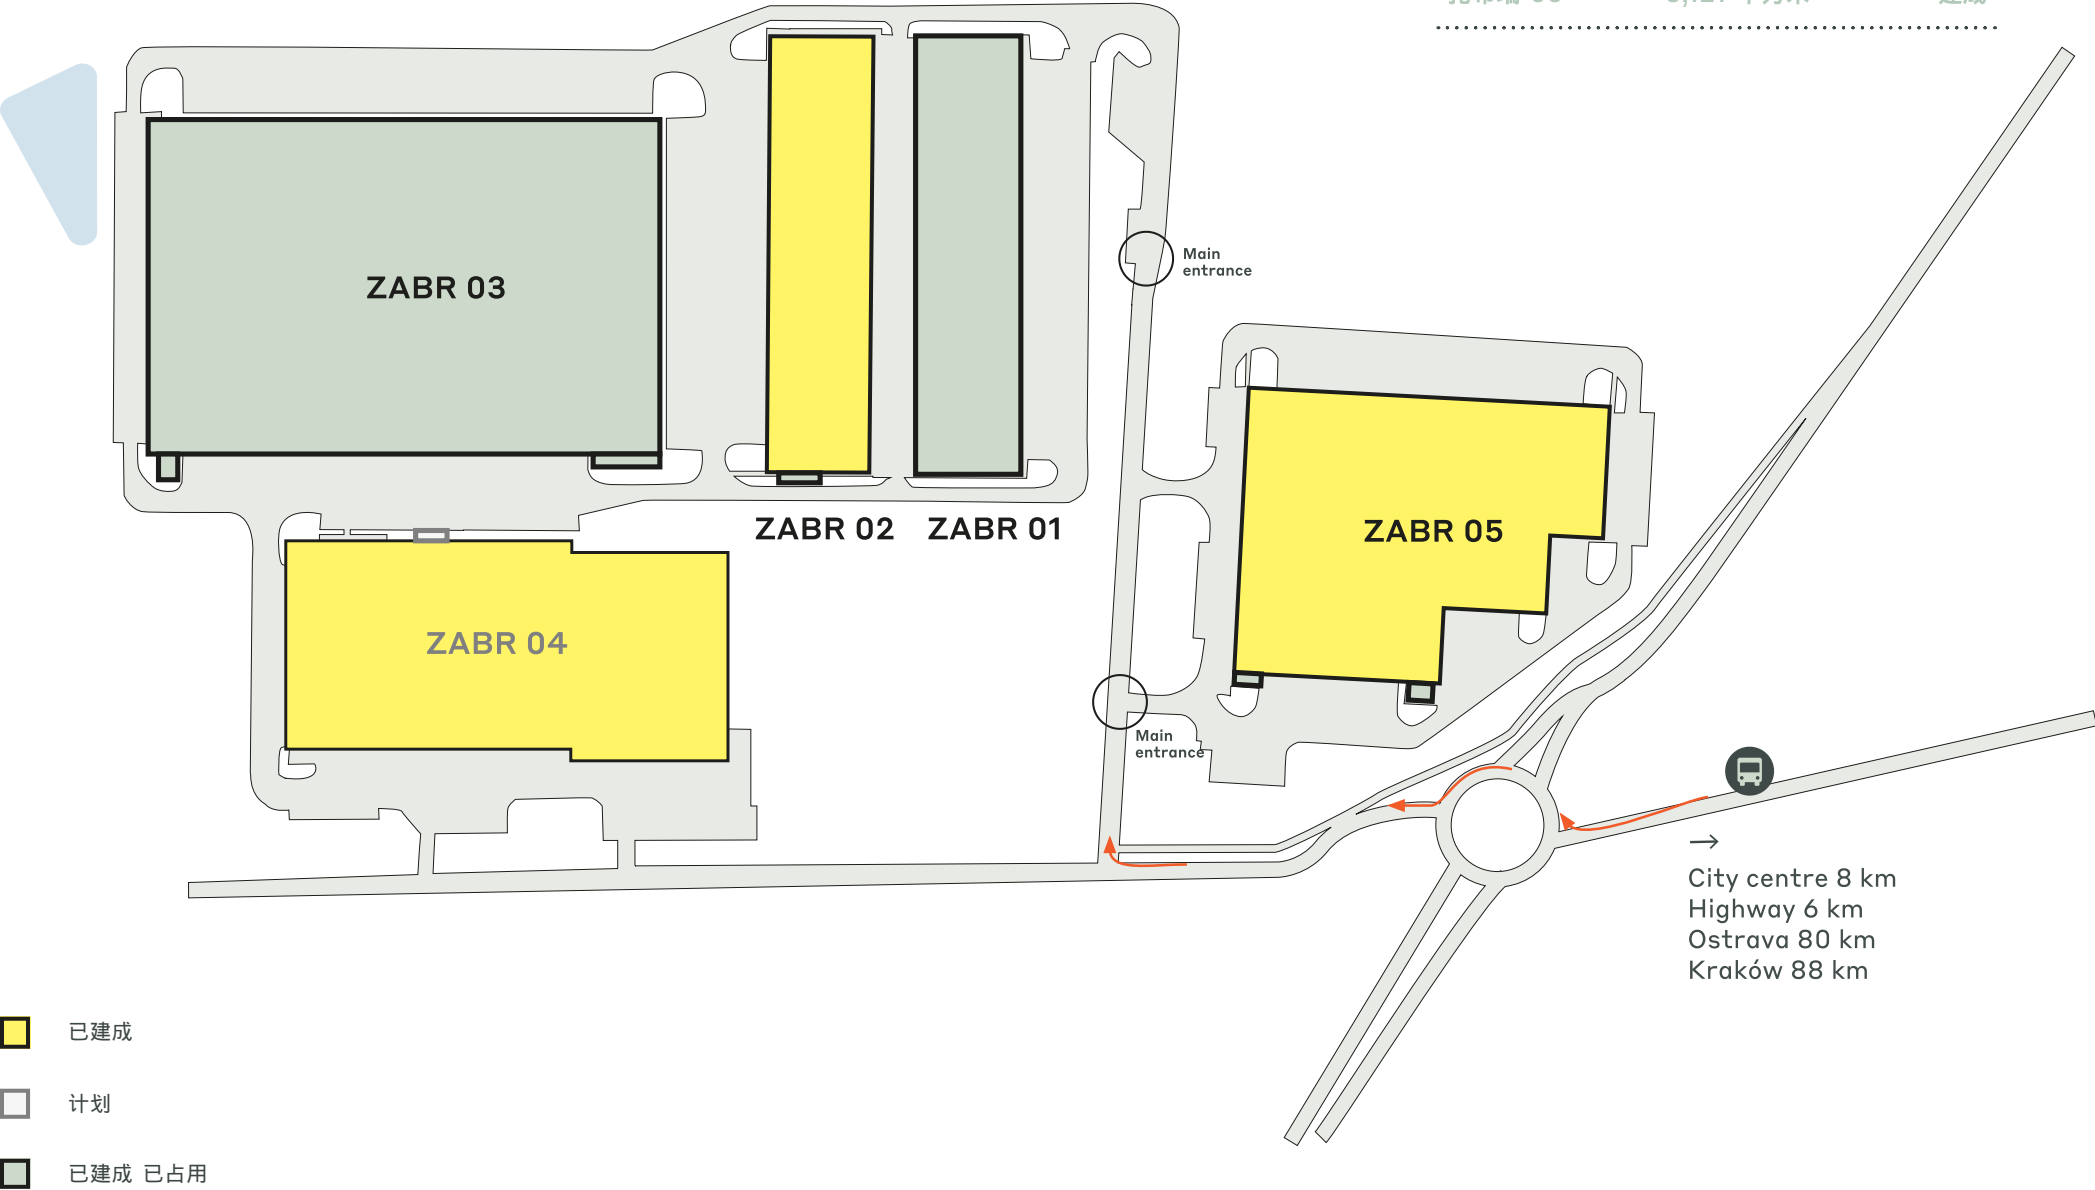 ZABR 03
Main
entrance
ZABR 02
ZABR 01
ZABR 05
ZABR 04
Main
entrance
City centre 8 km
Highway 6 km
Ostrava 80 km
Kraków 88 km
已建成
计划
已建成 已占用